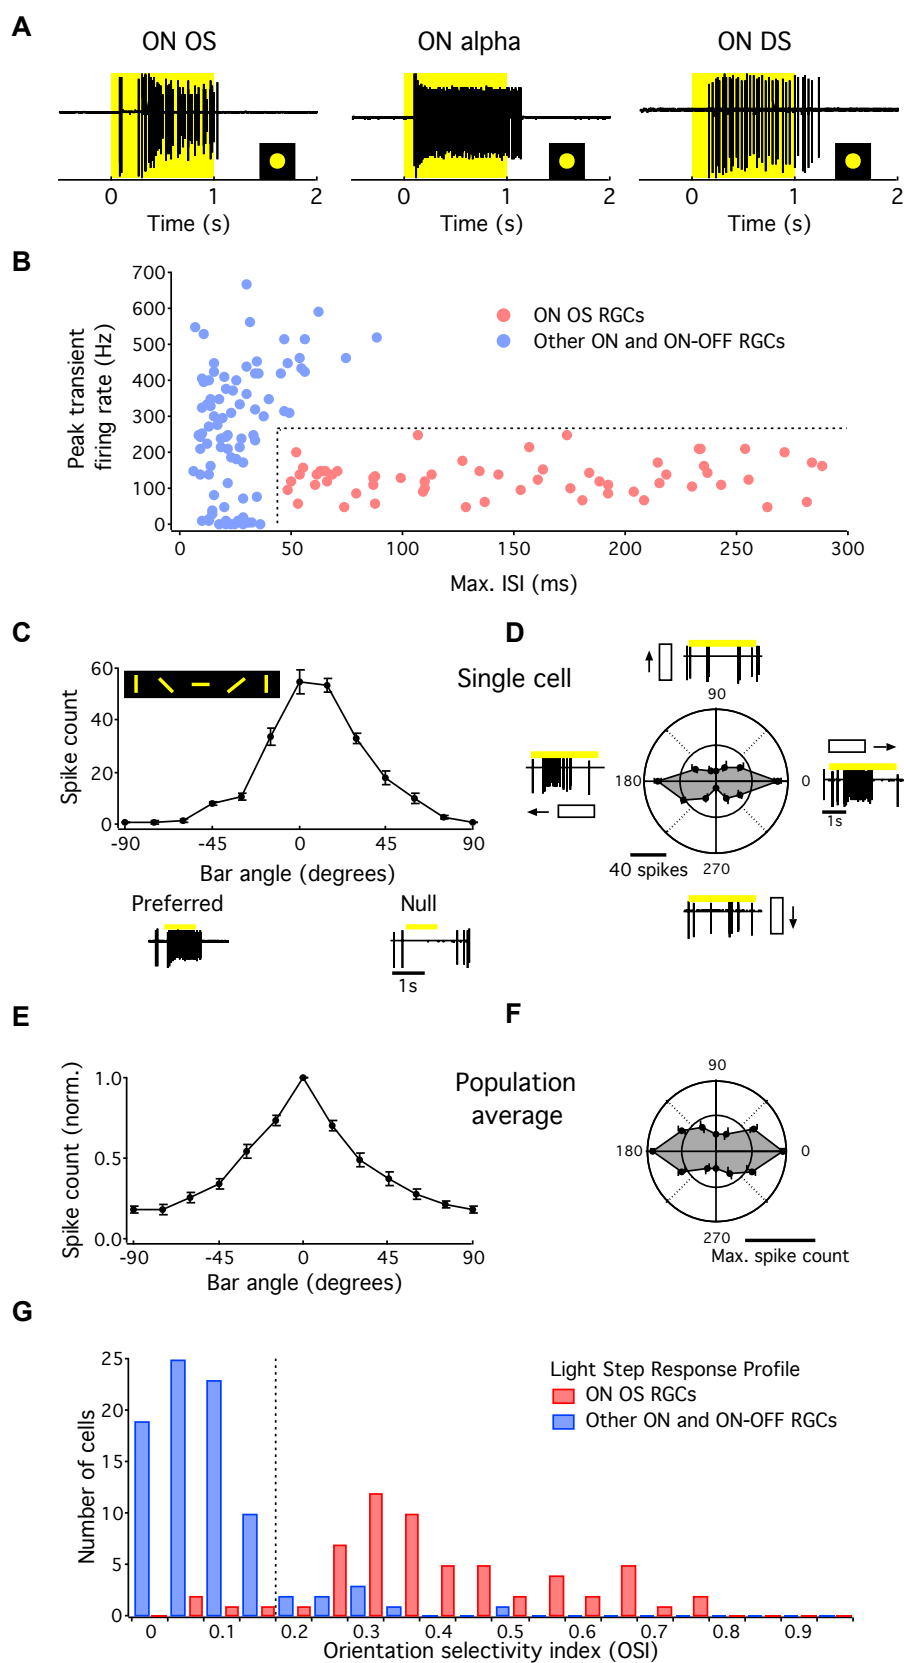 A
ON OS
ON alpha
ON DS
0 1 2
0 1 2
0 1 2
Time (s)
Time (s)
Time (s)
B
Peak transient
firing rate (Hz)
700
600
500
400
300
200
100
0
ON OS RGCs
Other ON and ON-OFF RGCs
0 50 100 150 200 250 300
Max. ISI (ms)
C
Spike count
60
40
20
0
-90 -45 0 45 90
Bar angle (degrees)
Preferred
Null
1s
Single cell
D
90
180
0
270
1s
40 spikes
E
Spike count (norm.)
1.0
0.5
0.0
-90 -45 0 45 90
Bar angle (degrees)
Population
average
F
90
180
0
270
Max. spike count
G
Number of cells
25
20
15
10
5
0
Light Step Response Profile
ON OS RGCs
Other ON and ON-OFF RGCs
0 0.1 0.2 0.3 0.4 0.5 0.6 0.7 0.8 0.9
Orientation selectivity index (OSI)